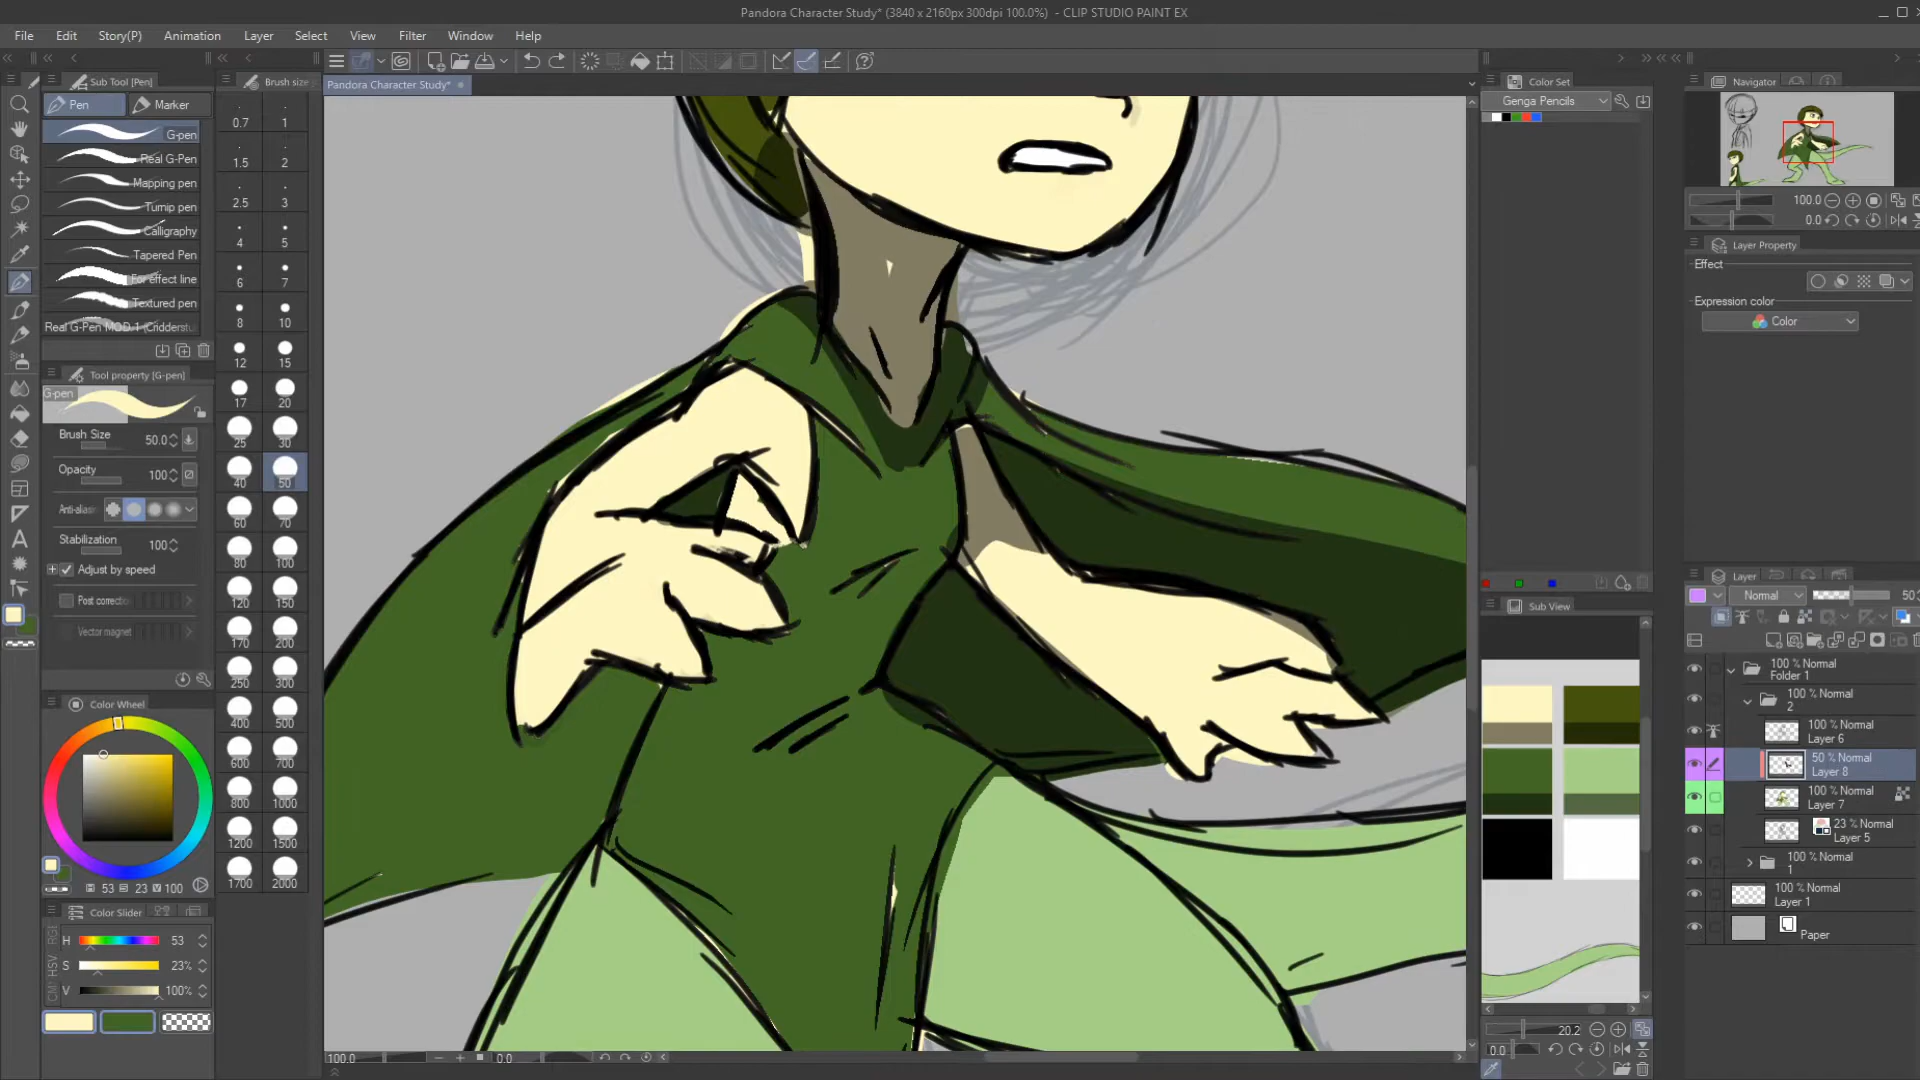 Pandora Character Study* (3840 x 2160px 300dpi 100.0%) - CLIP STUDIO PAINT EX
File Edit Story(P) Animation Layer Select View Filter Window Help
Sub Tool [Pen]
Brush size
Pandora Character Study*
Color Set
Navigator
Pen
Marker
Genga Pencils
G-pen
Real G-Pen
Mapping pen
Turnip pen
Calligraphy
Tapered Pen
For effect line
Textured pen
Real G-Pen MOD 1 (Cridderstu
0.7 1
1.5 2
2.5 3
4 5
6 7
8 10
12 15
17 20
25 30
40 50
60 70
80 100
120 150
170 200
250 300
400 500
600 700
800 1000
1200 1500
1700 2000
Tool property [G-pen]
G-pen
Brush Size 50.0
Opacity 100
Anti-alias
Stabilization 100
Adjust by speed
Post correctio
Vector magnet
Color Wheel
53 23 V 100
Color Slider
RGB
HSV
H 53
S 23%
V 100%
100.0
0.0
100.0
0.0
Layer Property
Effect
Expression color
Color
Sub View
20.2
0.0
Layer
Normal 50
100 % Normal
Folder 1
100 % Normal
2
100 % Normal
Layer 6
50 % Normal
Layer 8
100 % Normal
Layer 7
23 % Normal
Layer 5
100 % Normal
1
100 % Normal
Layer 1
Paper